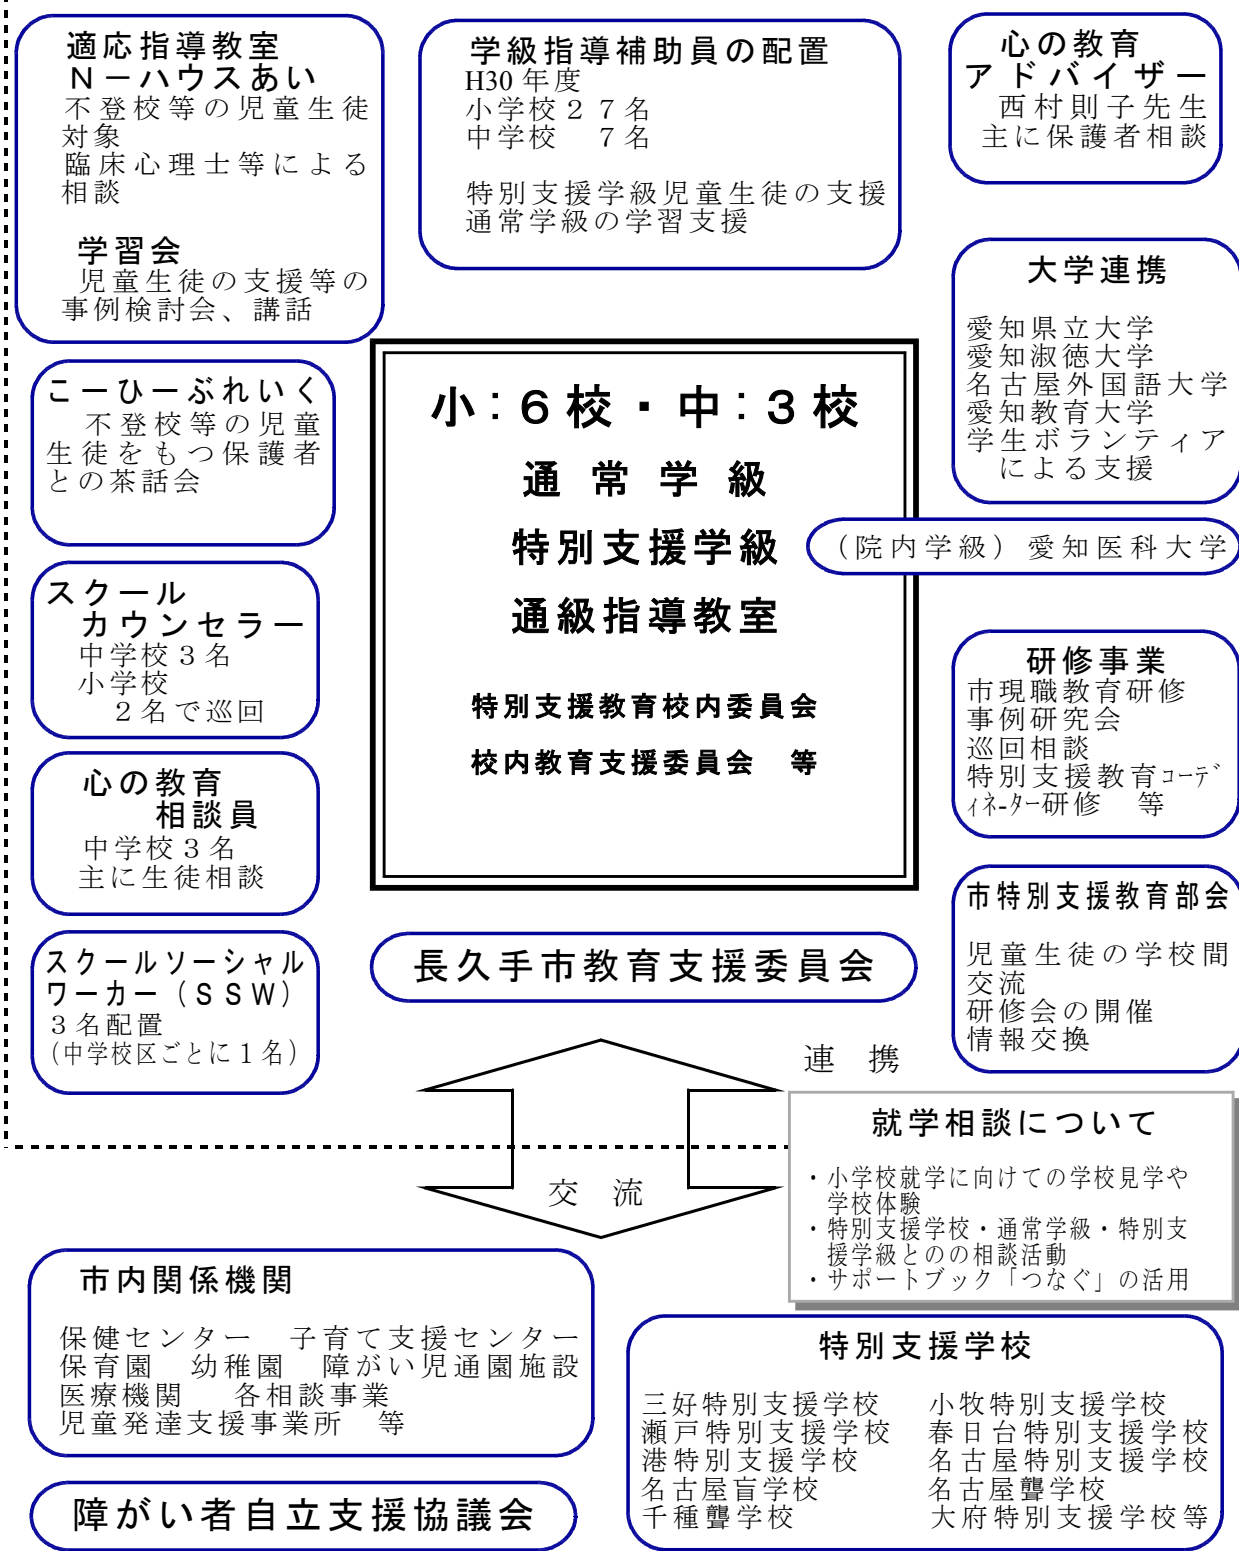 適応指導教室
Ｎ－ハウスあい
不登校等の児童生徒
対象
臨床心理士等による
相談
学習会
児童生徒の支援等の
事例検討会、講話
学級指導補助員の配置
H30 年度
小学校２７名
中学校　７名
特別支援学級児童生徒の支援
通常学級の学習支援
心の教育
アドバイザー
西村則子先生
主に保護者相談
大学連携
愛知県立大学
愛知淑徳大学
名古屋外国語大学
愛知教育大学
学生ボランティア
による支援
（院内学級）愛知医科大学
こーひーぶれいく
不登校等の児童
生徒をもつ保護者
との茶話会
小：６校・中：３校
通常学級
特別支援学級
通級指導教室
特別支援教育校内委員会
校内教育支援委員会　等
スクール
カウンセラー
中学校３名
小学校
２名で巡回
心の教育
相談員
中学校３名
主に生徒相談
スクールソーシャル
ワーカー（ＳＳＷ）
３名配置
（中学校区ごとに１名）
研修事業
市現職教育研修
事例研究会
巡回相談
特別支援教育ｺｰﾃﾞ
ｨﾈｰﾀｰ研修　等
市特別支援教育部会
児童生徒の学校間
交流
研修会の開催
情報交換
長久手市教育支援委員会
連　携
交　流
就学相談について
・小学校就学に向けての学校見学や
学校体験
・特別支援学校・通常学級・特別支
援学級とのの相談活動
・サポートブック「つなぐ」の活用
市内関係機関
保健センター　子育て支援センター
保育園　幼稚園　障がい児通園施設
医療機関　各相談事業
児童発達支援事業所　等
障がい者自立支援協議会
特別支援学校
三好特別支援学校　小牧特別支援学校
瀬戸特別支援学校　春日台特別支援学校
港特別支援学校　名古屋特別支援学校
名古屋盲学校　名古屋聾学校
千種聾学校　大府特別支援学校等